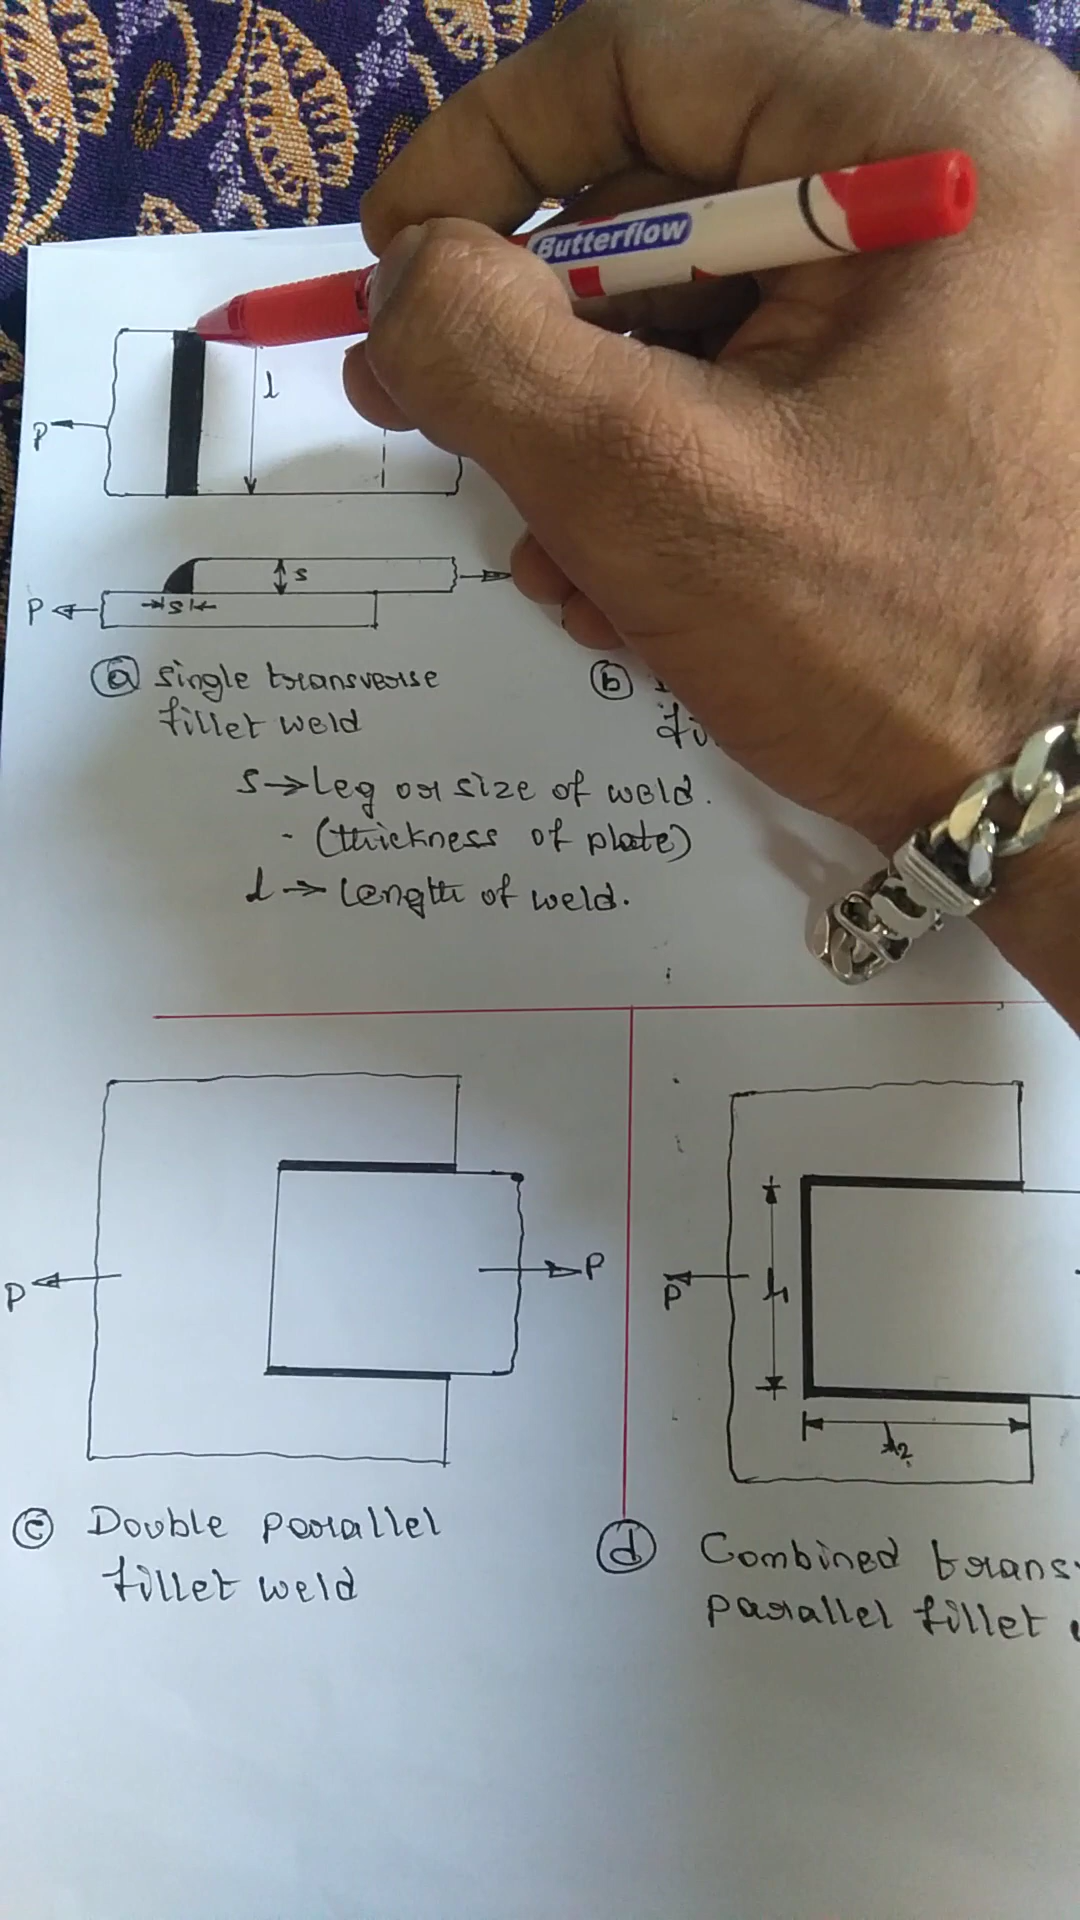 Butterflow
l
P
s
P
s
a single transverse
fillet weld
b
s→Leg or size of weld.
- (thickness of plate)
l→ Length of weld.
P
P
P
l1
l2
c Double parallel
fillet weld
d Combined trans
parallel fillet